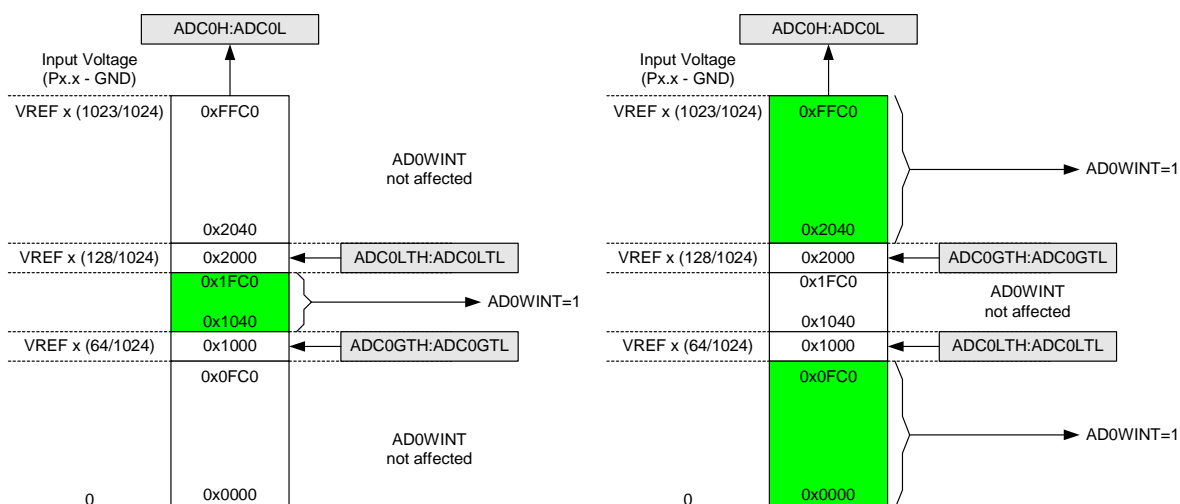 ADC0H:ADC0L
Input Voltage
(Px.x - GND)
VREF x (1023/1024)
0xFFC0
AD0WINT
not affected
0x2040
VREF x (128/1024)
0x2000
ADC0LTH:ADC0LTL
0x1FC0
AD0WINT=1
0x1040
VREF x (64/1024)
0x1000
ADC0GTH:ADC0GTL
0x0FC0
AD0WINT
not affected
0
0x0000
ADC0H:ADC0L
Input Voltage
(Px.x - GND)
VREF x (1023/1024)
0xFFC0
AD0WINT=1
0x2040
VREF x (128/1024)
0x2000
ADC0GTH:ADC0GTL
0x1FC0
AD0WINT
not affected
0x1040
VREF x (64/1024)
0x1000
ADC0LTH:ADC0LTL
0x0FC0
AD0WINT=1
0
0x0000